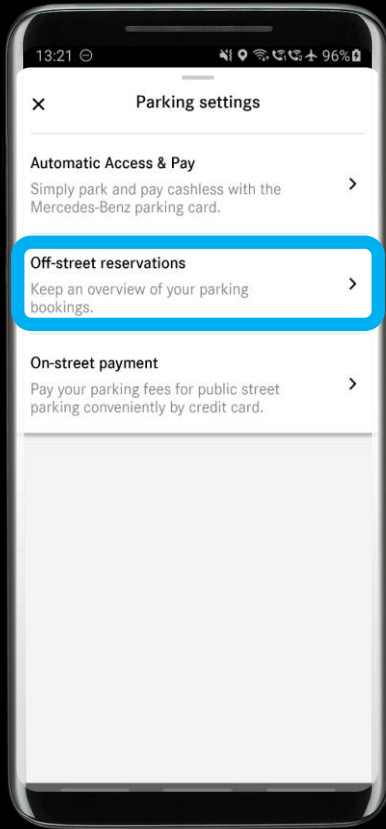 13:21 96%
Parking settings
Automatic Access & Pay
Simply park and pay cashless with the
Mercedes-Benz parking card.
Off-street reservations
Keep an overview of your parking
bookings.
On-street payment
Pay your parking fees for public street
parking conveniently by credit card.